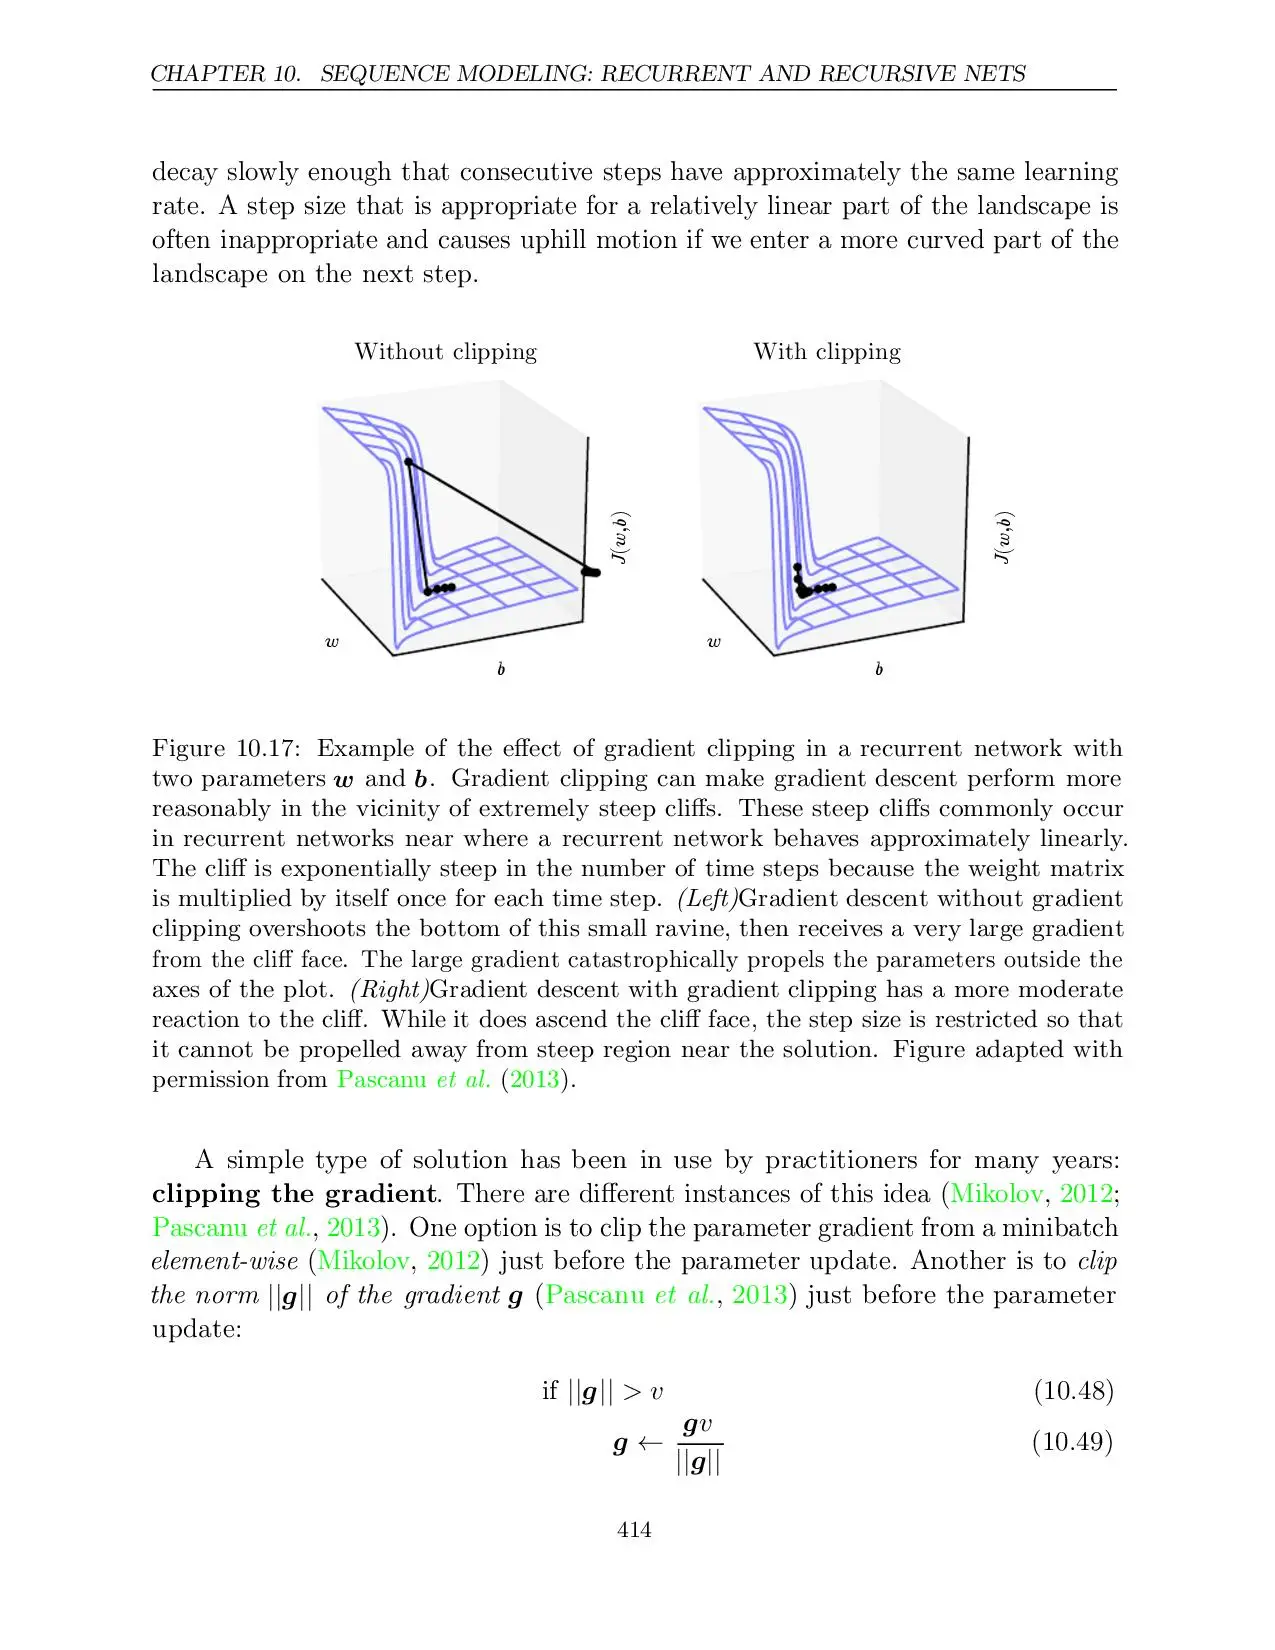 CHAPTER 10. SEQUENCE MODELING: RECURRENT AND RECURSIVE NETS
decay slowly enough that consecutive steps have approximately the same learning
rate. A step size that is appropriate for a relatively linear part of the landscape is
often inappropriate and causes uphill motion if we enter a more curved part of the
landscape on the next step.
Without clipping
With clipping
J(w,b)
J(w,b)
w
b
w
b
Figure 10.17: Example of the effect of gradient clipping in a recurrent network with
two parameters w and b. Gradient clipping can make gradient descent perform more
reasonably in the vicinity of extremely steep cliffs. These steep cliffs commonly occur
in recurrent networks near where a recurrent network behaves approximately linearly.
The cliff is exponentially steep in the number of time steps because the weight matrix
is multiplied by itself once for each time step. (Left)Gradient descent without gradient
clipping overshoots the bottom of this small ravine, then receives a very large gradient
from the cliff face. The large gradient catastrophically propels the parameters outside the
axes of the plot. (Right)Gradient descent with gradient clipping has a more moderate
reaction to the cliff. While it does ascend the cliff face, the step size is restricted so that
it cannot be propelled away from steep region near the solution. Figure adapted with
permission from Pascanu et al. (2013).
A simple type of solution has been in use by practitioners for many years:
clipping the gradient. There are different instances of this idea (Mikolov, 2012;
Pascanu et al., 2013). One option is to clip the parameter gradient from a minibatch
element-wise (Mikolov, 2012) just before the parameter update. Another is to clip
the norm ||g|| of the gradient g (Pascanu et al., 2013) just before the parameter
update:
if ||g|| > v (10.48)
g ← gv / ||g|| (10.49)
414